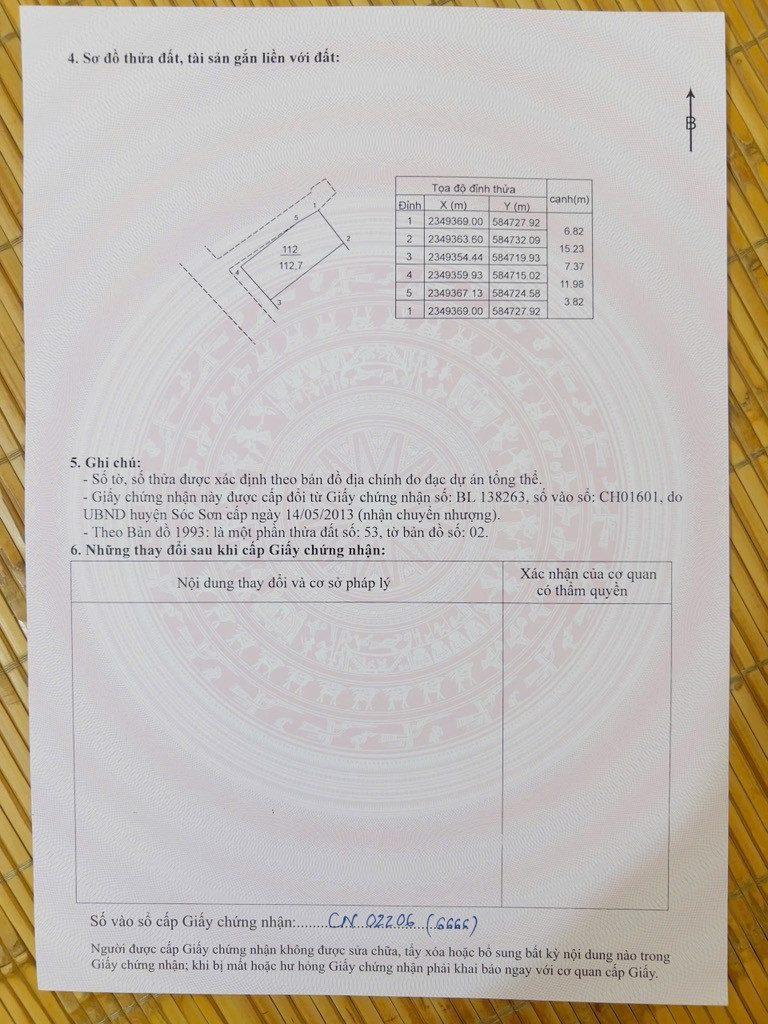 4. Sơ đồ thửa đất, tài sản gắn liền với đất:
B
Tọa độ đỉnh thửa cạnh(m)
Đỉnh X (m) Y (m)
1 2349369.00 584727.92
6.82
2 2349363.60 584732.09
15.23
3 2349354.44 584719.93
7.37
4 2349359.93 584715.02
11.98
5 2349367.13 584724.58
3.82
1 2349369.00 584727.92
1
5
2
112
112,7
4
3
5. Ghi chú:
- Số tờ, số thửa được xác định theo bản đồ địa chính đo đạc dự án tổng thể.
- Giấy chứng nhận này được cấp đổi từ Giấy chứng nhận số: BL 138263, số vào sổ: CH01601, do
UBND huyện Sóc Sơn cấp ngày 14/05/2013 (nhận chuyển nhượng).
- Theo Bản đồ 1993: là một phần thửa đất số: 53, tờ bản đồ số: 02.
6. Những thay đổi sau khi cấp Giấy chứng nhận:
Nội dung thay đổi và cơ sở pháp lý
Xác nhận của cơ quan
có thẩm quyền
Số vào sổ cấp Giấy chứng nhận:........CN 02206 (6666)
Người được cấp Giấy chứng nhận không được sửa chữa, tẩy xóa hoặc bổ sung bất kỳ nội dung nào trong
Giấy chứng nhận; khi bị mất hoặc hư hỏng Giấy chứng nhận phải khai báo ngay với cơ quan cấp Giấy.